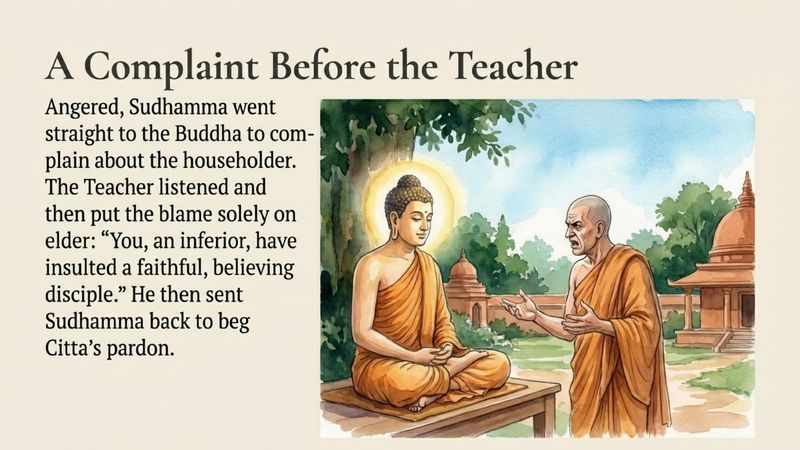 A Complaint Before the Teacher
Angered, Sudhamma went
straight to the Buddha to com-
plain about the householder.
The Teacher listened and
then put the blame solely on
elder: “You, an inferior, have
insulted a faithful, believing
disciple.” He then sent
Sudhamma back to beg
Citta’s pardon.